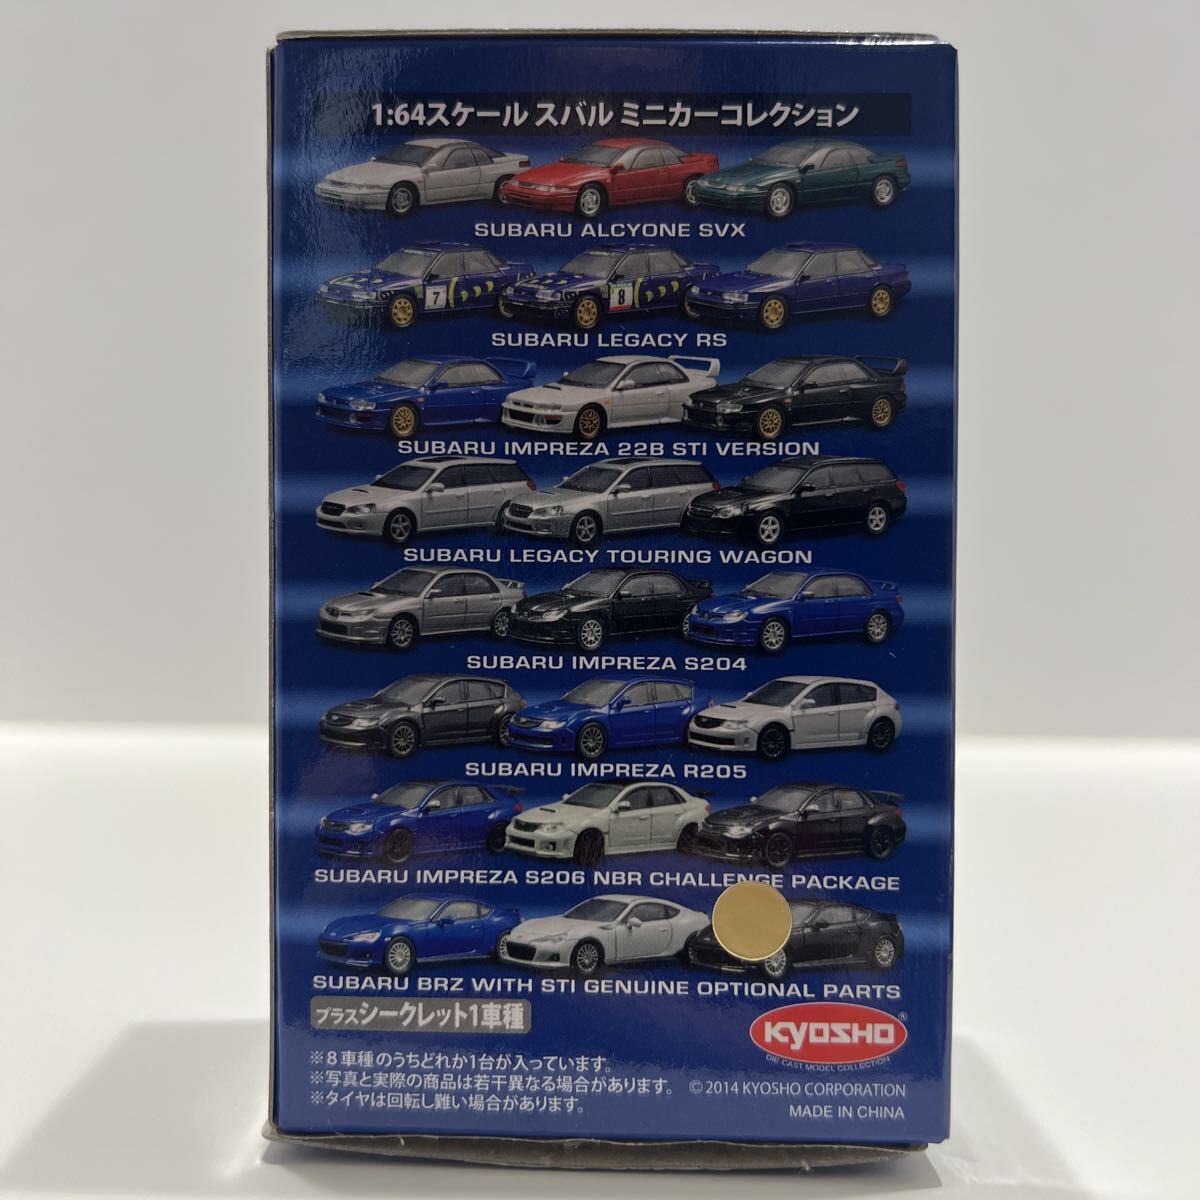 1:64スケール スバル ミニカーコレクション
SUBARU ALCYONE SVX
7
8
SUBARU LEGACY RS
SUBARU IMPREZA 22B STI VERSION
SUBARU LEGACY TOURING WAGON
SUBARU IMPREZA S204
SUBARU IMPREZA R205
SUBARU IMPREZA S206 NBR CHALLENGE PACKAGE
SUBARU BRZ WITH STI GENUINE OPTIONAL PARTS
プラスシークレット1車種
KYOSHO ®
DIE-CAST MODEL COLLECTION
※8車種のうちどれか1台が入っています。
※写真と実際の商品は若干異なる場合があります。
※タイヤは回転し難い場合があります。
© 2014 KYOSHO CORPORATION
MADE IN CHINA